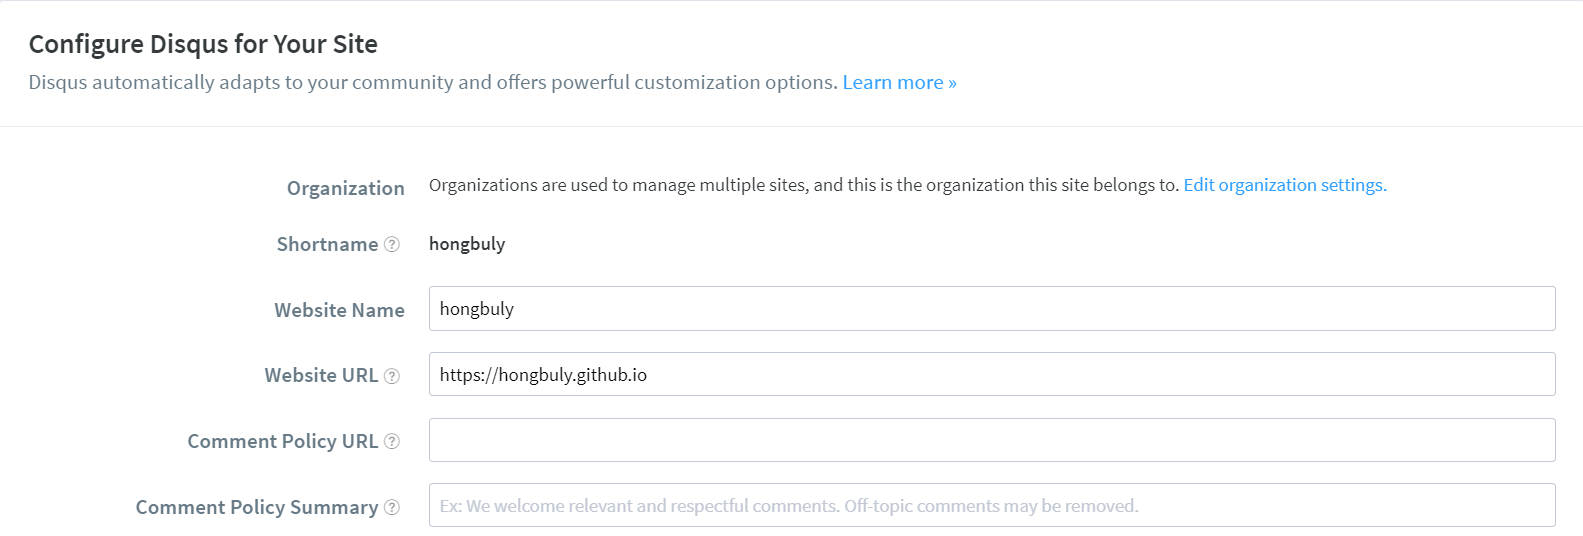 Configure Disqus for Your Site
Disqus automatically adapts to your community and offers powerful customization options. Learn more »
Organization Organizations are used to manage multiple sites, and this is the organization this site belongs to. Edit organization settings.
Shortname ? hongbuly
Website Name hongbuly
Website URL ? https://hongbuly.github.io
Comment Policy URL ?
Comment Policy Summary ? Ex: We welcome relevant and respectful comments. Off-topic comments may be removed.